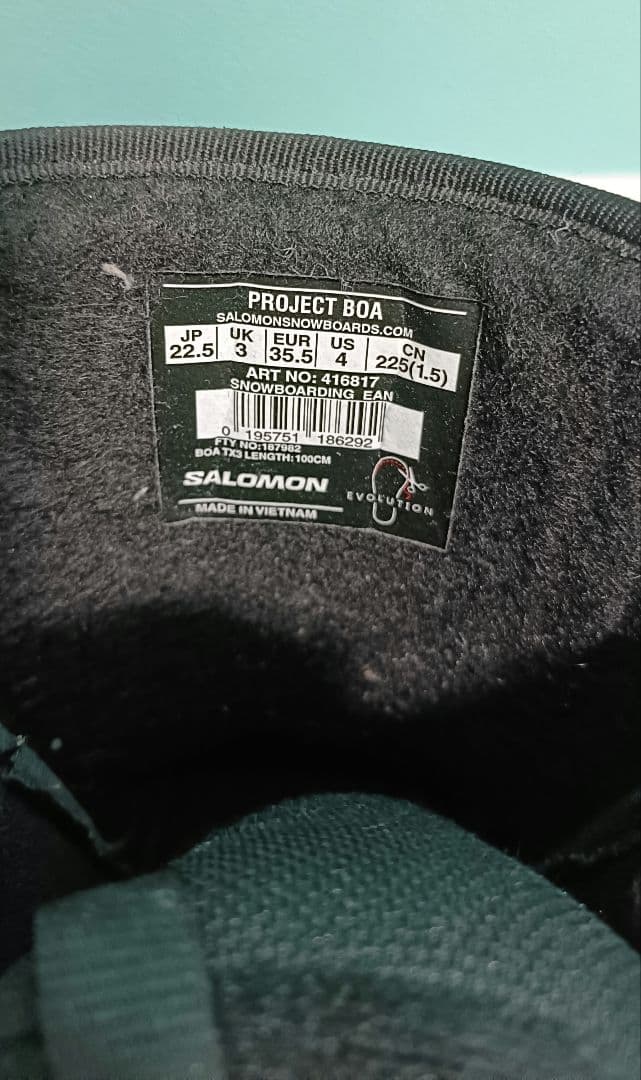 PROJECT BOA
SALOMONSNOWBOARDS.COM
JP UK EUR US CN
22.5 3 35.5 4 225(1.5)
ART NO: 416817
SNOWBOARDING EAN
0 195751 186292
FTY NO:187982
BOA TX3 LENGTH:100CM
SALOMON
EVOLUTION
MADE IN VIETNAM